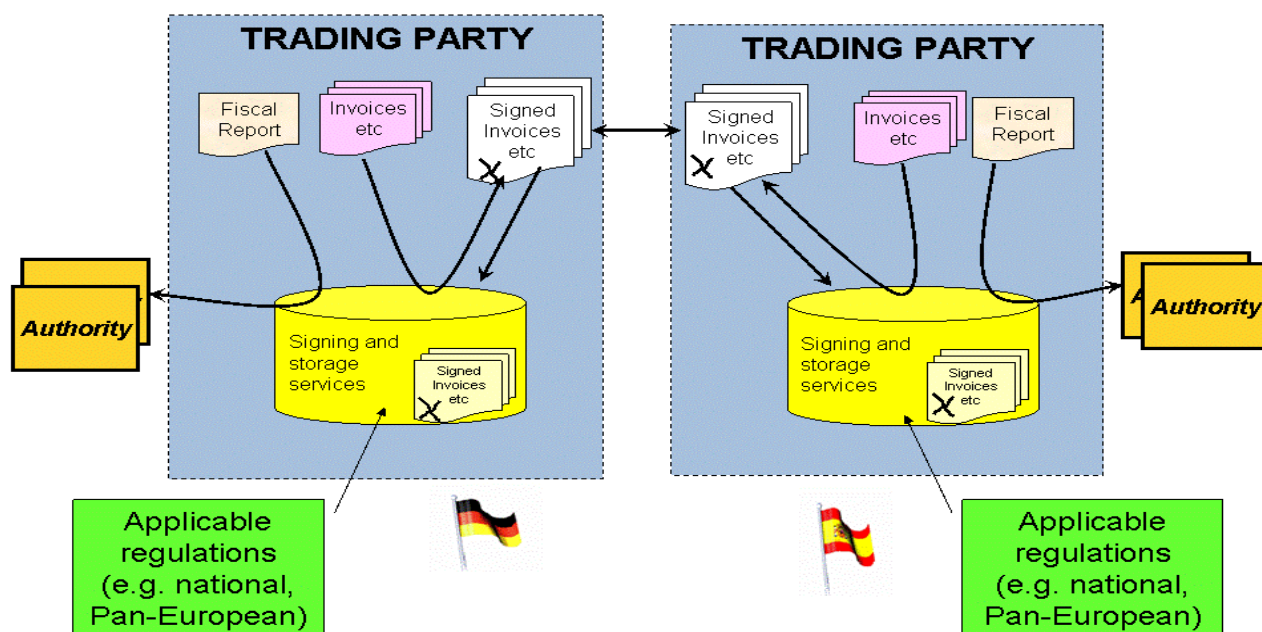 TRADING PARTY
Fiscal
Report
Invoices
etc
Signed
Invoices
etc
Authority
Signing and
storage
services
Signed
Invoices
etc
Applicable
regulations
(e.g. national,
Pan-European)
TRADING PARTY
Signed
Invoices
etc
Invoices
etc
Fiscal
Report
Signing and
storage
services
Signed
Invoices
etc
A
Authority
Applicable
regulations
(e.g. national,
Pan-European)